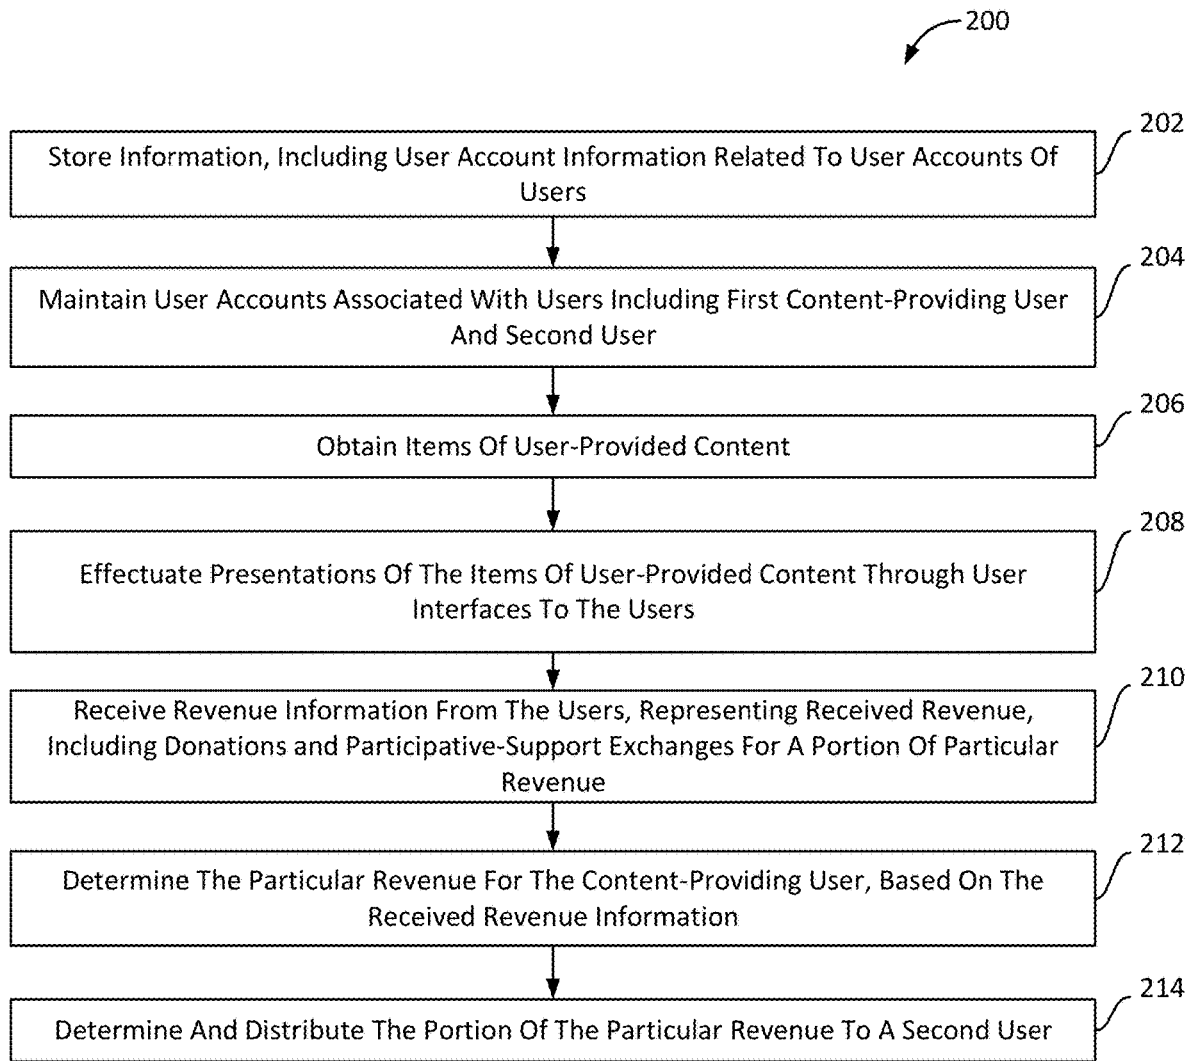 200
202
Store Information, Including User Account Information Related To User Accounts Of
Users
204
Maintain User Accounts Associated With Users Including First Content-Providing User
And Second User
206
Obtain Items Of User-Provided Content
208
Effectuate Presentations Of The Items Of User-Provided Content Through User
Interfaces To The Users
210
Receive Revenue Information From The Users, Representing Received Revenue,
Including Donations and Participative-Support Exchanges For A Portion Of Particular
Revenue
212
Determine The Particular Revenue For The Content-Providing User, Based On The
Received Revenue Information
214
Determine And Distribute The Portion Of The Particular Revenue To A Second User